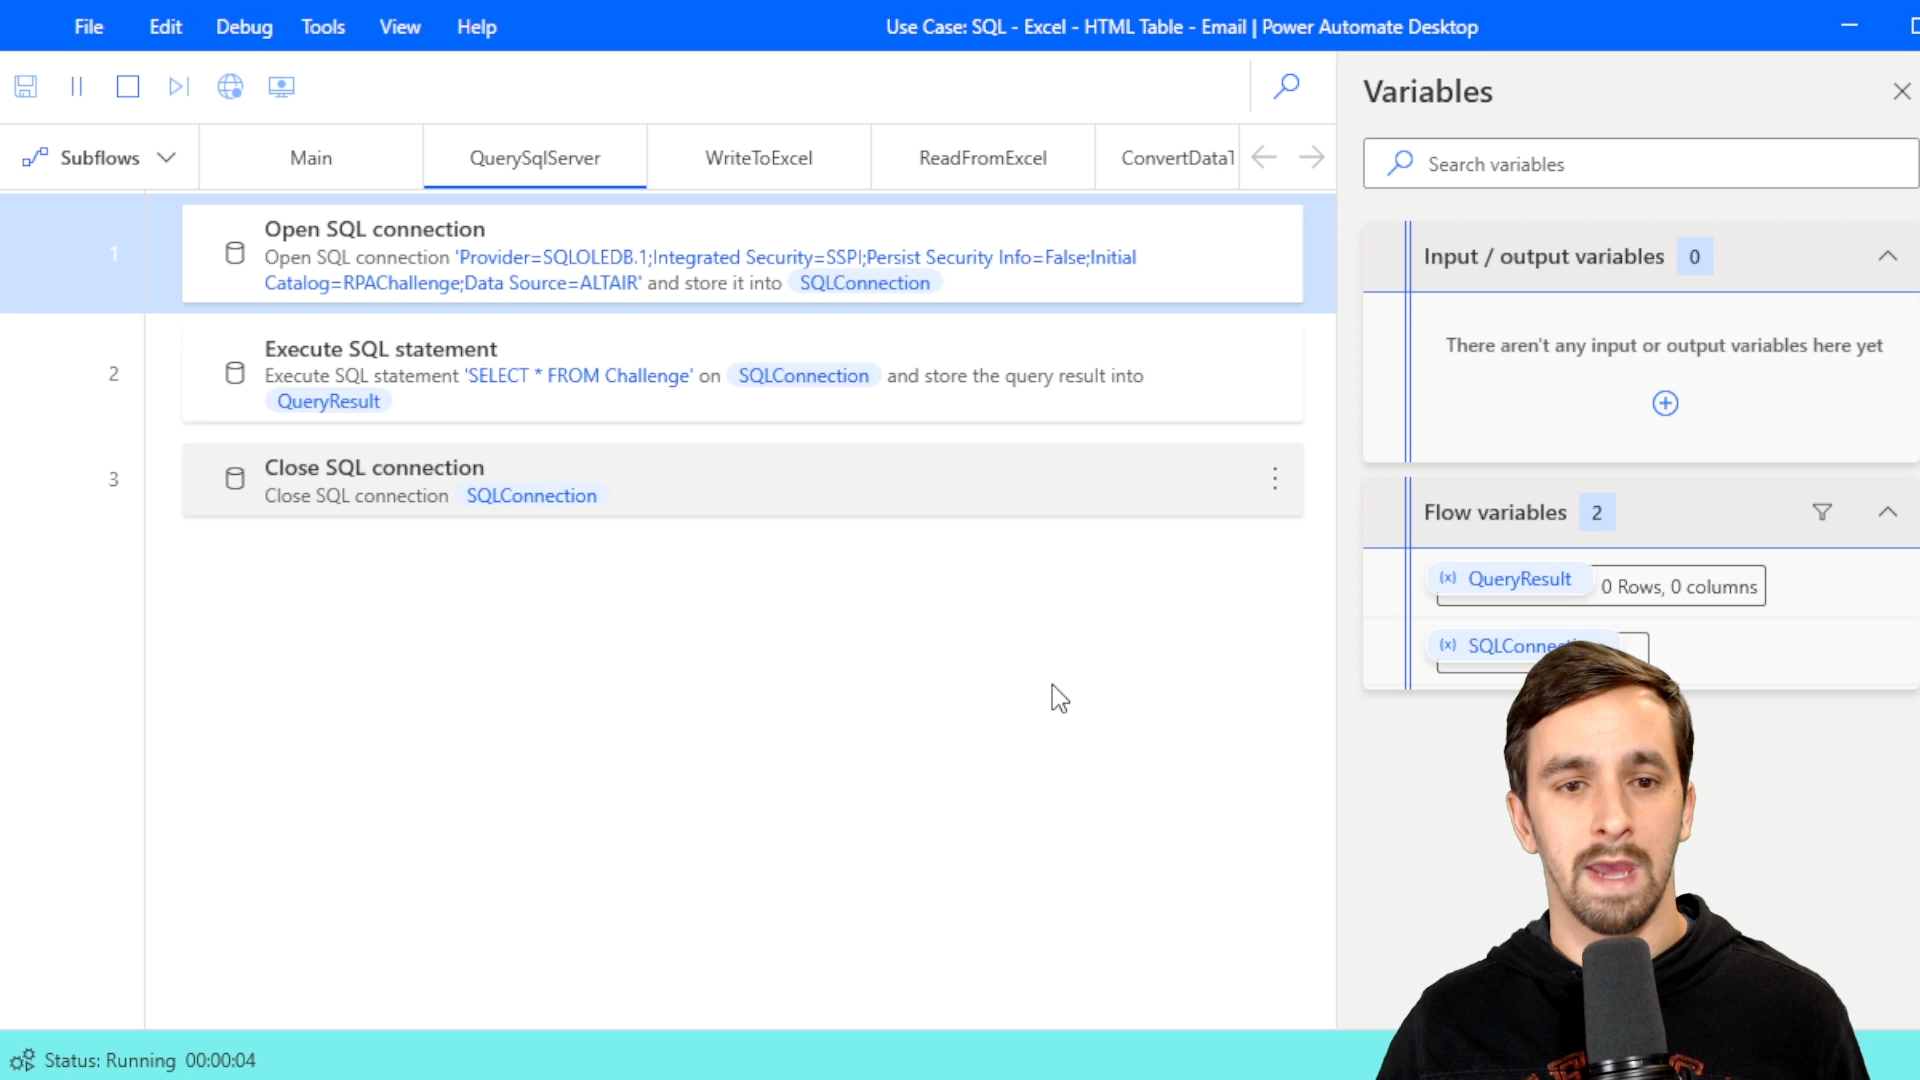 File Edit Debug Tools View Help Use Case: SQL - Excel - HTML Table - Email | Power Automate Desktop
Subflows Main QuerySqlServer WriteToExcel ReadFromExcel ConvertDataT
1
Open SQL connection
Open SQL connection 'Provider=SQLOLEDB.1;Integrated Security=SSPI;Persist Security Info=False;Initial
Catalog=RPAChallenge;Data Source=ALTAIR' and store it into SQLConnection
2
Execute SQL statement
Execute SQL statement 'SELECT * FROM Challenge' on SQLConnection and store the query result into
QueryResult
3
Close SQL connection
Close SQL connection SQLConnection
Variables
Search variables
Input / output variables 0
There aren't any input or output variables here yet
Flow variables 2
(x) QueryResult 0 Rows, 0 columns
(x) SQLConne
Status: Running 00:00:04